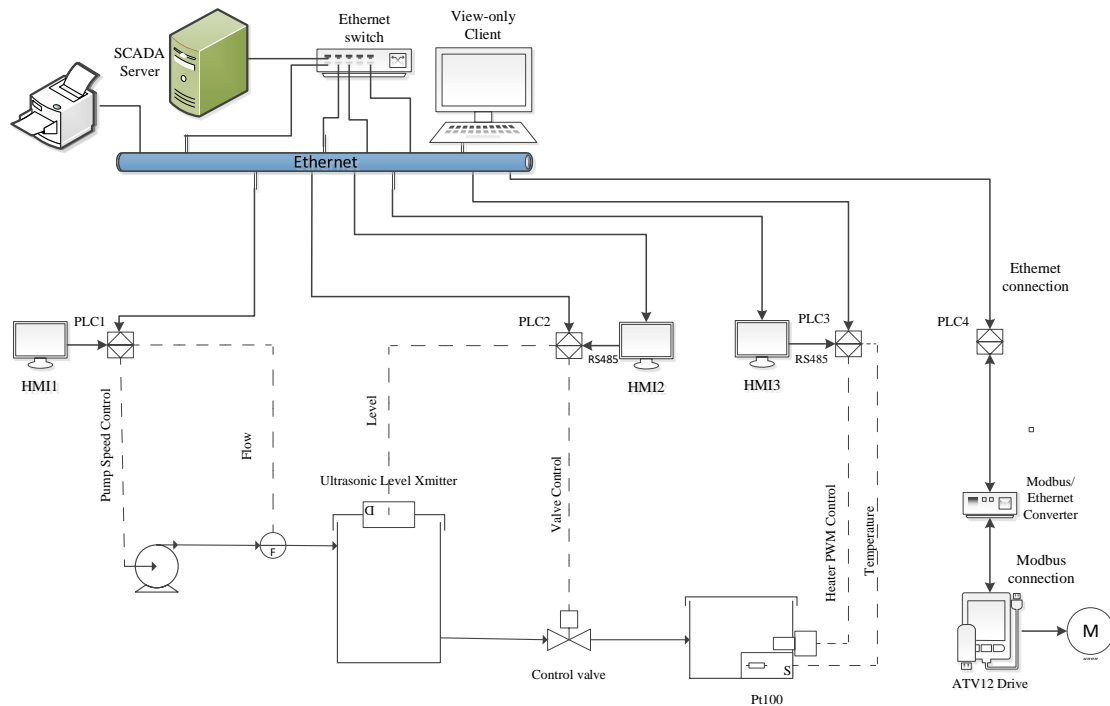 Ethernet
switch
View-only
Client
SCADA
Server
Ethernet
Ethernet
connection
PLC1
PLC2
PLC3
PLC4
RS485
RS485
HMI1
HMI2
HMI3
Pump Speed Control
Flow
Level
Valve Control
Heater PWM Control
Temperature
Ultrasonic Level Xmitter
D
F
Modbus/
Ethernet
Converter
Modbus
connection
M
S
Control valve
Pt100
ATV12 Drive